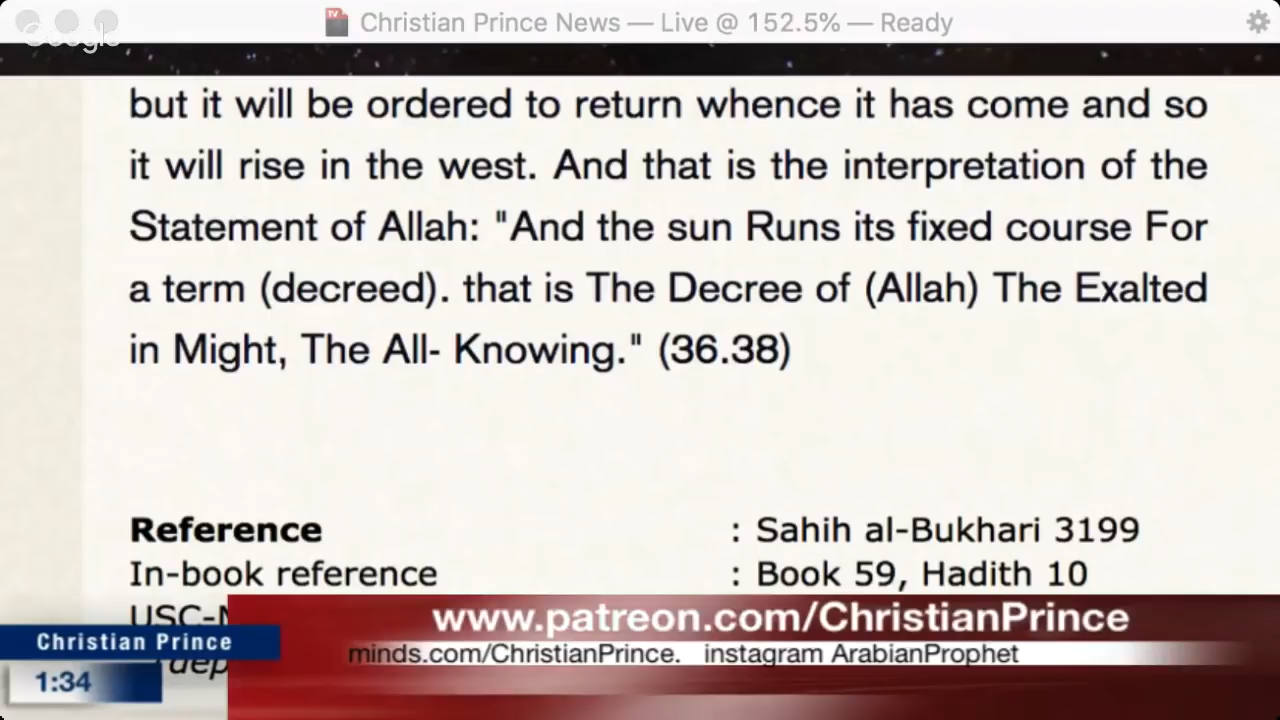 Christian Prince News — Live @ 152.5% — Ready
Google
but it will be ordered to return whence it has come and so
it will rise in the west. And that is the interpretation of the
Statement of Allah: "And the sun Runs its fixed course For
a term (decreed). that is The Decree of (Allah) The Exalted
in Might, The All- Knowing." (36.38)
Reference : Sahih al-Bukhari 3199
In-book reference : Book 59, Hadith 10
www.patreon.com/ChristianPrince
Christian Prince
minds.com/ChristianPrince. instagram ArabianProphet
1:34